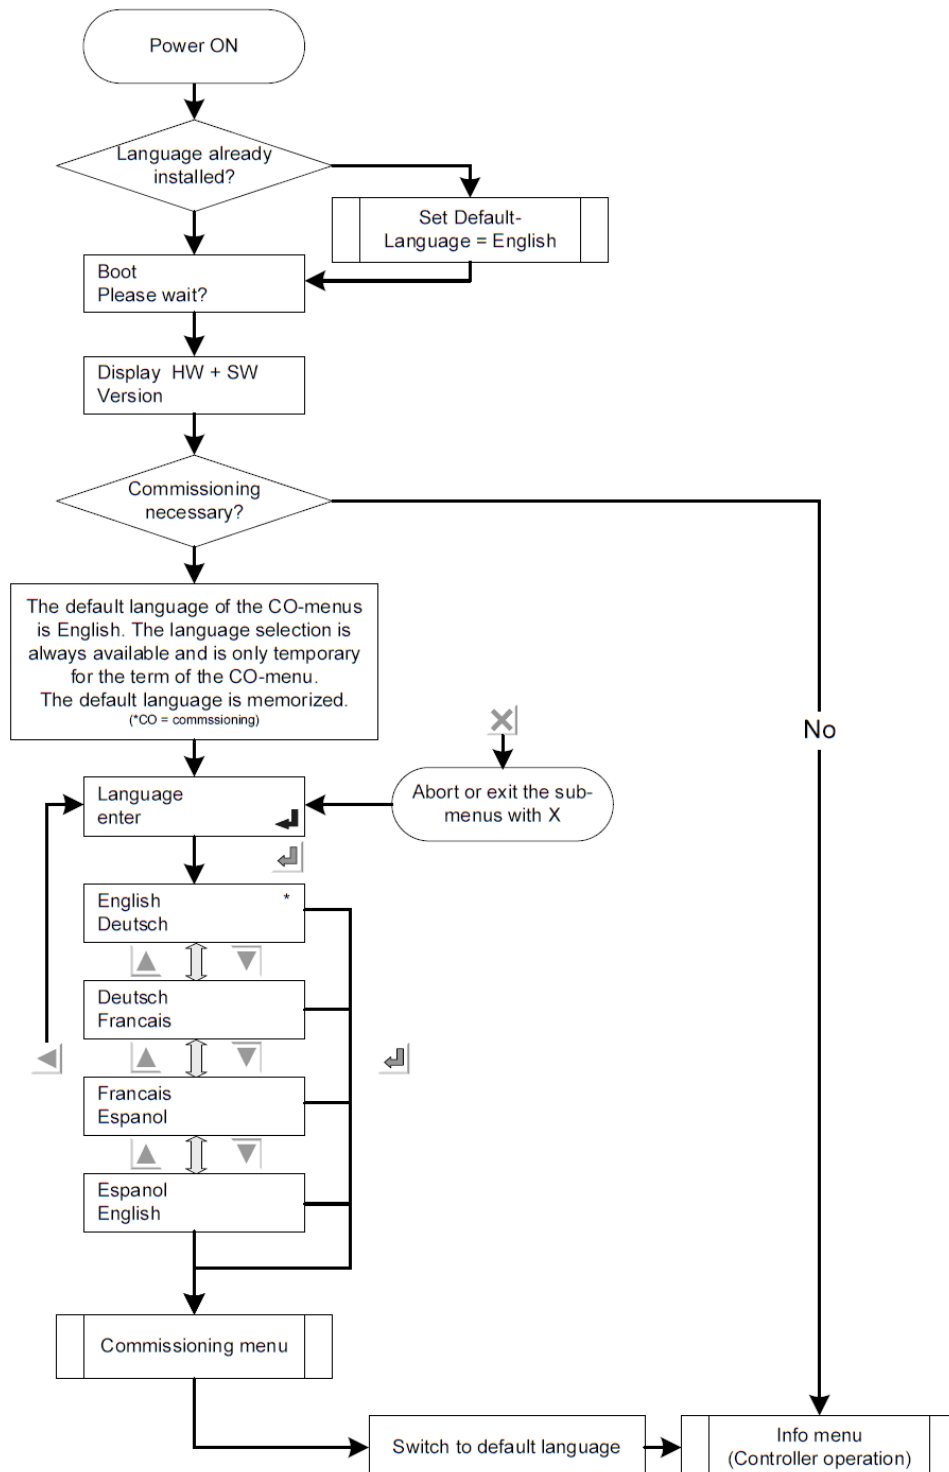 Power ON
Language already
installed?
Set Default-
Language = English
Boot
Please wait?
Display HW + SW
Version
Commissioning
necessary?
The default language of the CO-menus
is English. The language selection is
always available and is only temporary
for the term of the CO-menu.
The default language is memorized.
(*CO = commssioning)
No
Abort or exit the sub-
menus with X
Language
enter
English *
Deutsch
Deutsch
Francais
Francais
Espanol
Espanol
English
Commissioning menu
Switch to default language
Info menu
(Controller operation)